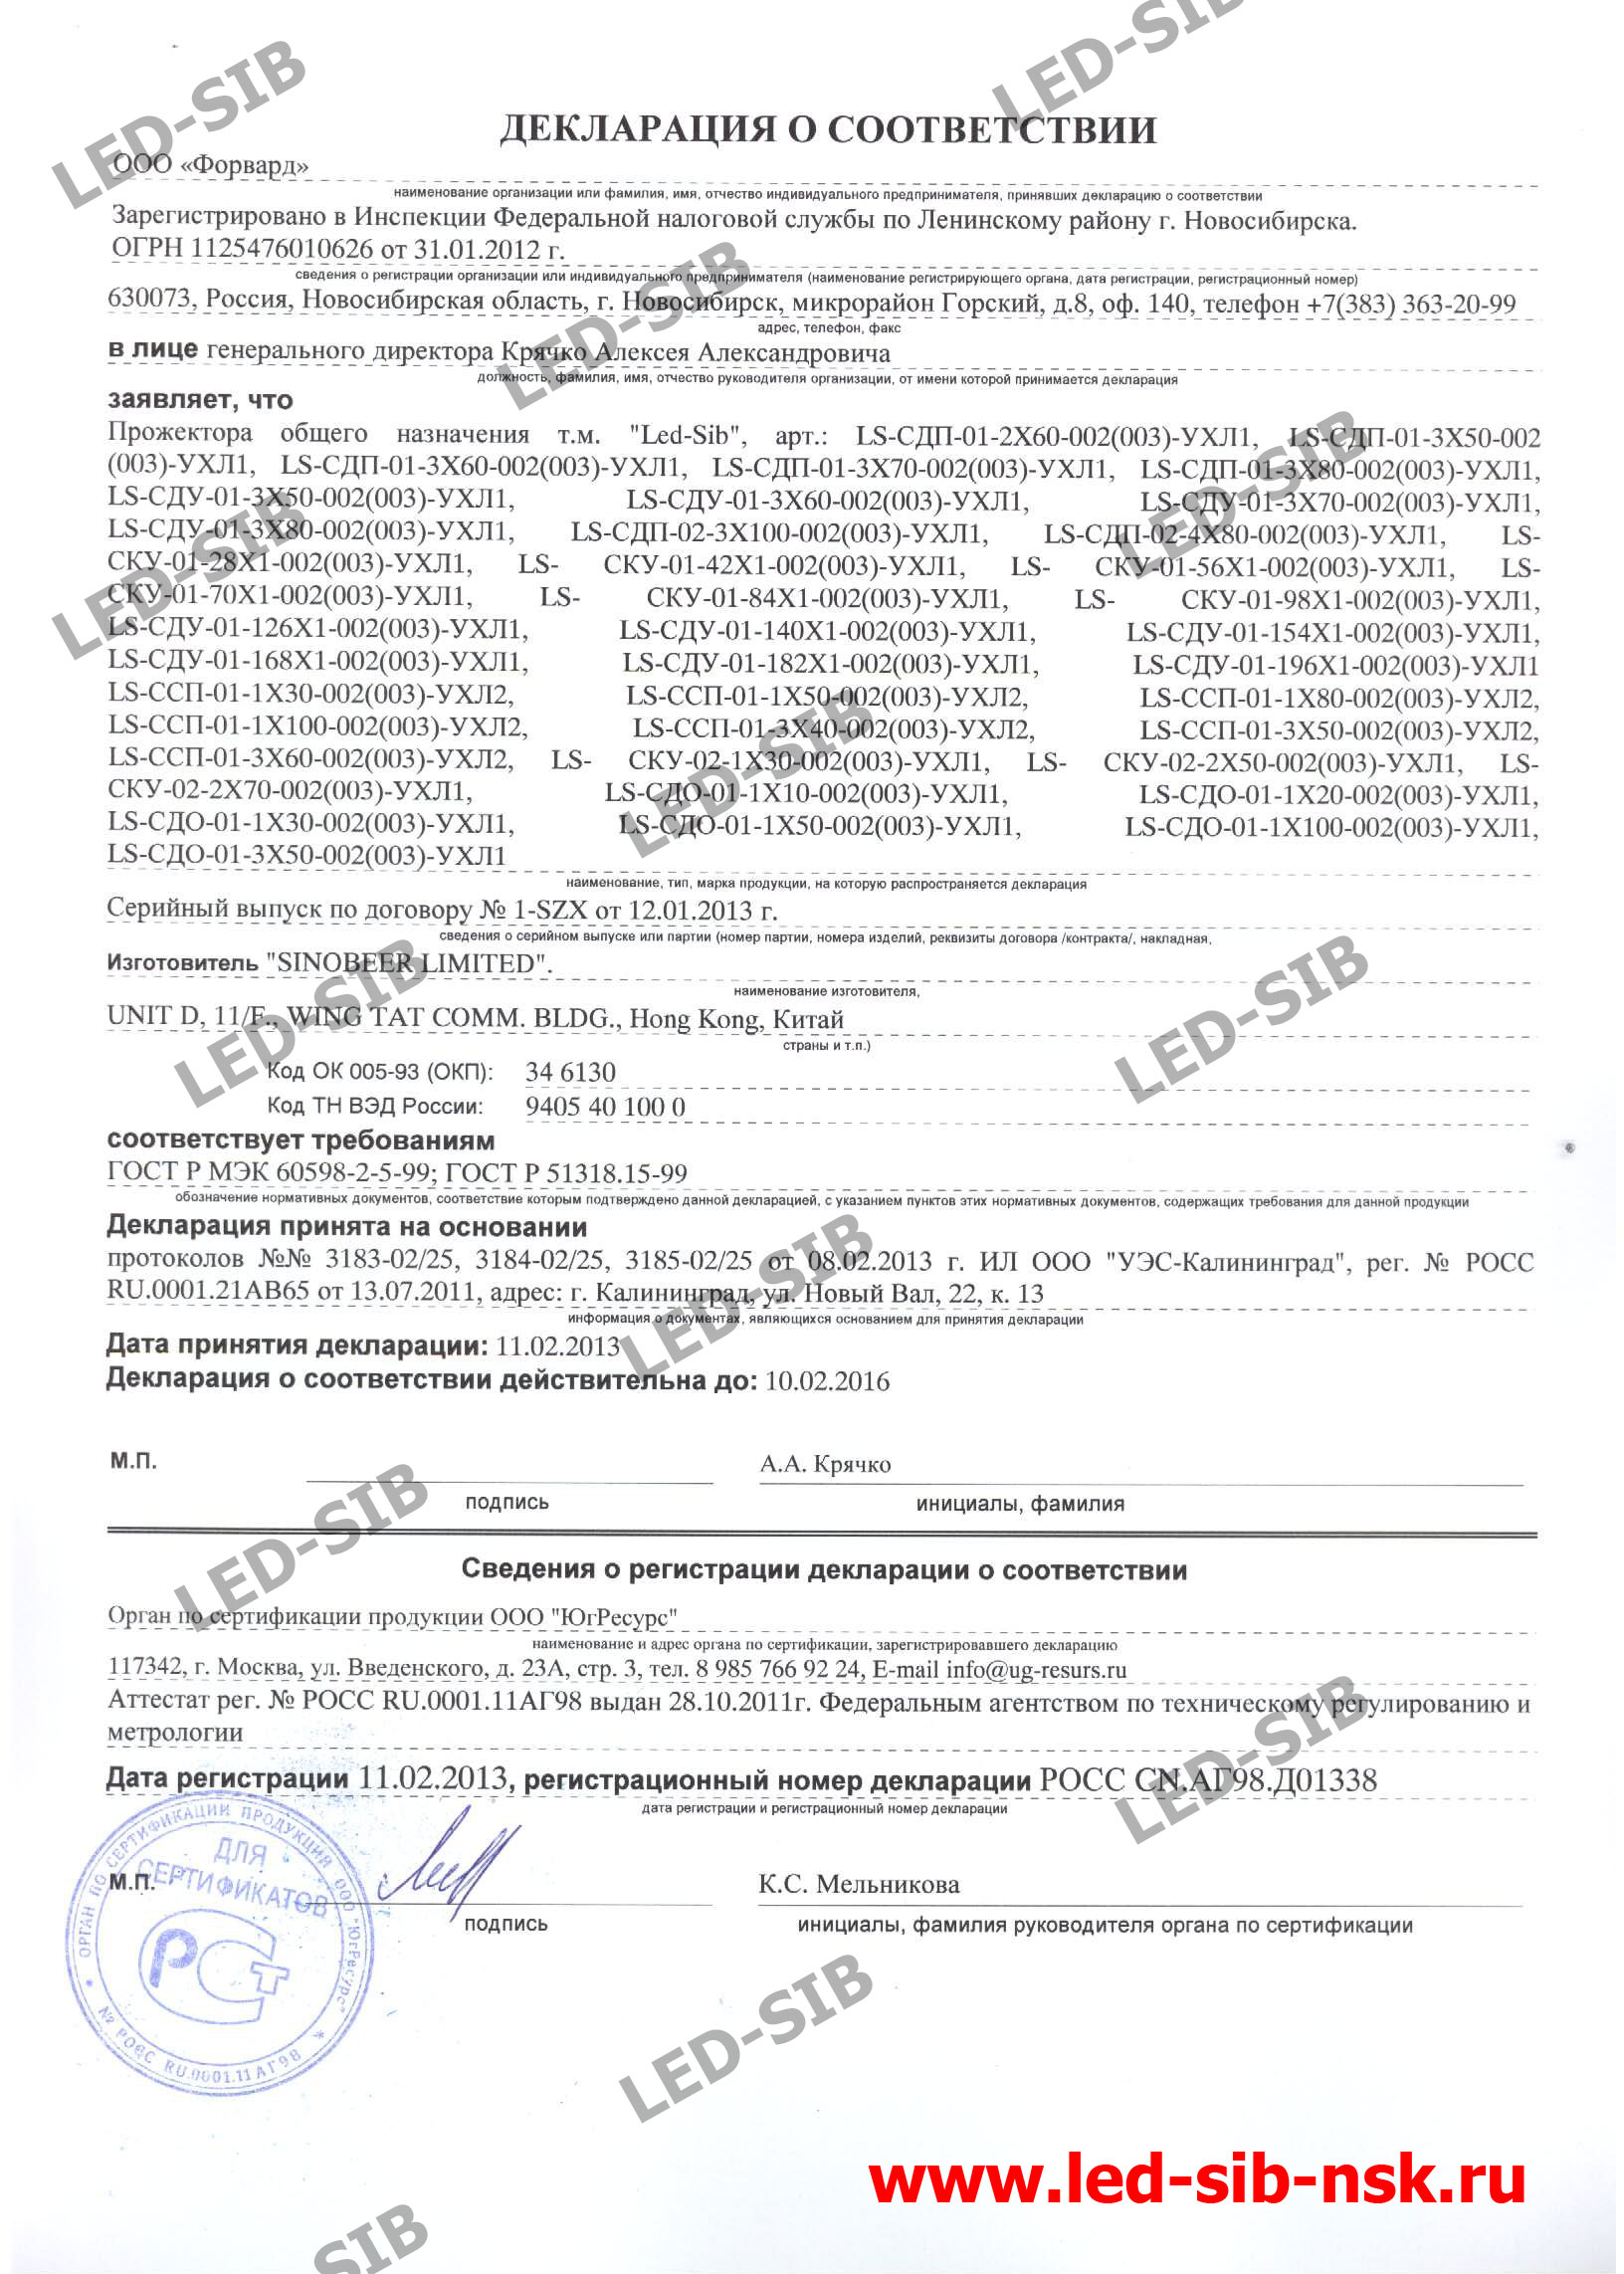 ДЕКЛАРАЦИЯ О СООТВЕТСТВИИ
ООО «Форвард»
наименование организации или фамилия, имя, отчество индивидуального предпринимателя, принявших декларацию о соответствии
Зарегистрировано в Инспекции Федеральной налоговой службы по Ленинскому району г. Новосибирска.
ОГРН 1125476010626 от 31.01.2012 г.
сведения о регистрации организации или индивидуального предпринимателя (наименование регистрирующего органа, дата регистрации, регистрационный номер)
630073, Россия, Новосибирская область, г. Новосибирск, микрорайон Горский, д.8, оф. 140, телефон +7(383) 363-20-99
адрес, телефон, факс
в лице генерального директора Крячко Алексея Александровича
должность, фамилия, имя, отчество руководителя организации, от имени которой принимается декларация
заявляет, что
Прожектора общего назначения т.м. "Led-Sib", арт.: LS-СДП-01-2Х60-002(003)-УХЛ1, LS-СДП-01-3Х50-002
(003)-УХЛ1, LS-СДП-01-3Х60-002(003)-УХЛ1, LS-СДП-01-3Х70-002(003)-УХЛ1, LS-СДП-01-3Х80-002(003)-УХЛ1,
LS-СДУ-01-3Х50-002(003)-УХЛ1, LS-СДУ-01-3Х60-002(003)-УХЛ1, LS-СДУ-01-3Х70-002(003)-УХЛ1,
LS-СДУ-01-3Х80-002(003)-УХЛ1, LS-СДП-02-3Х100-002(003)-УХЛ1, LS-СДП-02-4Х80-002(003)-УХЛ1, LS-
СКУ-01-28Х1-002(003)-УХЛ1, LS- СКУ-01-42Х1-002(003)-УХЛ1, LS- СКУ-01-56Х1-002(003)-УХЛ1, LS-
СКУ-01-70Х1-002(003)-УХЛ1, LS- СКУ-01-84Х1-002(003)-УХЛ1, LS- СКУ-01-98Х1-002(003)-УХЛ1,
LS-СДУ-01-126Х1-002(003)-УХЛ1, LS-СДУ-01-140Х1-002(003)-УХЛ1, LS-СДУ-01-154Х1-002(003)-УХЛ1,
LS-СДУ-01-168Х1-002(003)-УХЛ1, LS-СДУ-01-182Х1-002(003)-УХЛ1, LS-СДУ-01-196Х1-002(003)-УХЛ1
LS-ССП-01-1Х30-002(003)-УХЛ2, LS-ССП-01-1Х50-002(003)-УХЛ2, LS-ССП-01-1Х80-002(003)-УХЛ2,
LS-ССП-01-1Х100-002(003)-УХЛ2, LS-ССП-01-3Х40-002(003)-УХЛ2, LS-ССП-01-3Х50-002(003)-УХЛ2,
LS-ССП-01-3Х60-002(003)-УХЛ2, LS- СКУ-02-1Х30-002(003)-УХЛ1, LS- СКУ-02-2Х50-002(003)-УХЛ1, LS-
СКУ-02-2Х70-002(003)-УХЛ1, LS-СДО-01-1Х10-002(003)-УХЛ1, LS-СДО-01-1Х20-002(003)-УХЛ1,
LS-СДО-01-1Х30-002(003)-УХЛ1, LS-СДО-01-1Х50-002(003)-УХЛ1, LS-СДО-01-1Х100-002(003)-УХЛ1,
LS-СДО-01-3Х50-002(003)-УХЛ1
наименование, тип, марка продукции, на которую распространяется декларация
Серийный выпуск по договору № 1-SZX от 12.01.2013 г.
сведения о серийном выпуске или партии (номер партии, номера изделий, реквизиты договора /контракта/, накладная,
Изготовитель "SINOBEER LIMITED".
наименование изготовителя,
UNIT D, 11/F., WING TAT COMM. BLDG., Hong Kong, Китай
страны и т.п.)
Код ОК 005-93 (ОКП): 34 6130
Код ТН ВЭД России: 9405 40 100 0
соответствует требованиям
ГОСТ Р МЭК 60598-2-5-99; ГОСТ Р 51318.15-99
обозначение нормативных документов, соответствие которым подтверждено данной декларацией, с указанием пунктов этих нормативных документов, содержащих требования для данной продукции
Декларация принята на основании
протоколов №№ 3183-02/25, 3184-02/25, 3185-02/25 от 08.02.2013 г. ИЛ ООО "УЭС-Калининград", рег. № РОСС
RU.0001.21АВ65 от 13.07.2011, адрес: г. Калининград, ул. Новый Вал, 22, к. 13
информация о документах, являющихся основанием для принятия декларации
Дата принятия декларации: 11.02.2013
Декларация о соответствии действительна до: 10.02.2016
М.П. А.А. Крячко
подпись инициалы, фамилия
Сведения о регистрации декларации о соответствии
Орган по сертификации продукции ООО "ЮгРесурс"
наименование и адрес органа по сертификации, зарегистрировавшего декларацию
117342, г. Москва, ул. Введенского, д. 23А, стр. 3, тел. 8 985 766 92 24, E-mail info@ug-resurs.ru
Аттестат рег. № РОСС RU.0001.11АГ98 выдан 28.10.2011г. Федеральным агентством по техническому регулированию и
метрологии
Дата регистрации 11.02.2013, регистрационный номер декларации РОСС CN.АГ98.Д01338
дата регистрации и регистрационный номер декларации
М.П. К.С. Мельникова
подпись инициалы, фамилия руководителя органа по сертификации
ОРГАН ПО СЕРТИФИКАЦИИ ПРОДУКЦИИ ООО "ЮгРесурс"
ДЛЯ
СЕРТИФИКАТОВ
РСТ
№ РОСС RU.0001.11АГ98
www.led-sib-nsk.ru
LED-SIB
LED-SIB
LED-SIB
LED-SIB
LED-SIB
LED-SIB
LED-SIB
LED-SIB
LED-SIB
LED-SIB
LED-SIB
LED-SIB
SIB